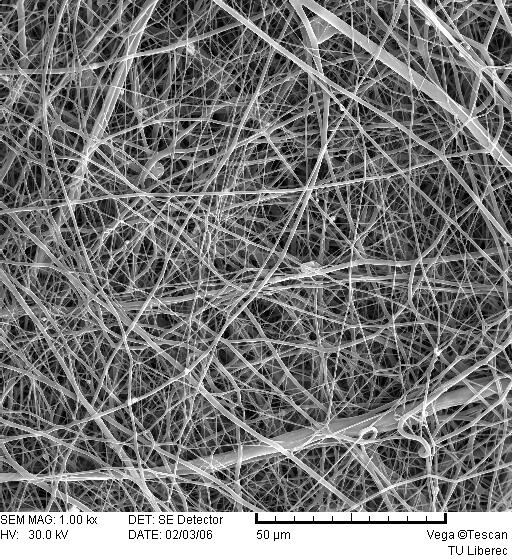 SEM MAG: 1.00 kx DET: SE Detector
HV: 30.0 kV DATE: 02/03/06 50 µm Vega ©Tescan
TU Liberec